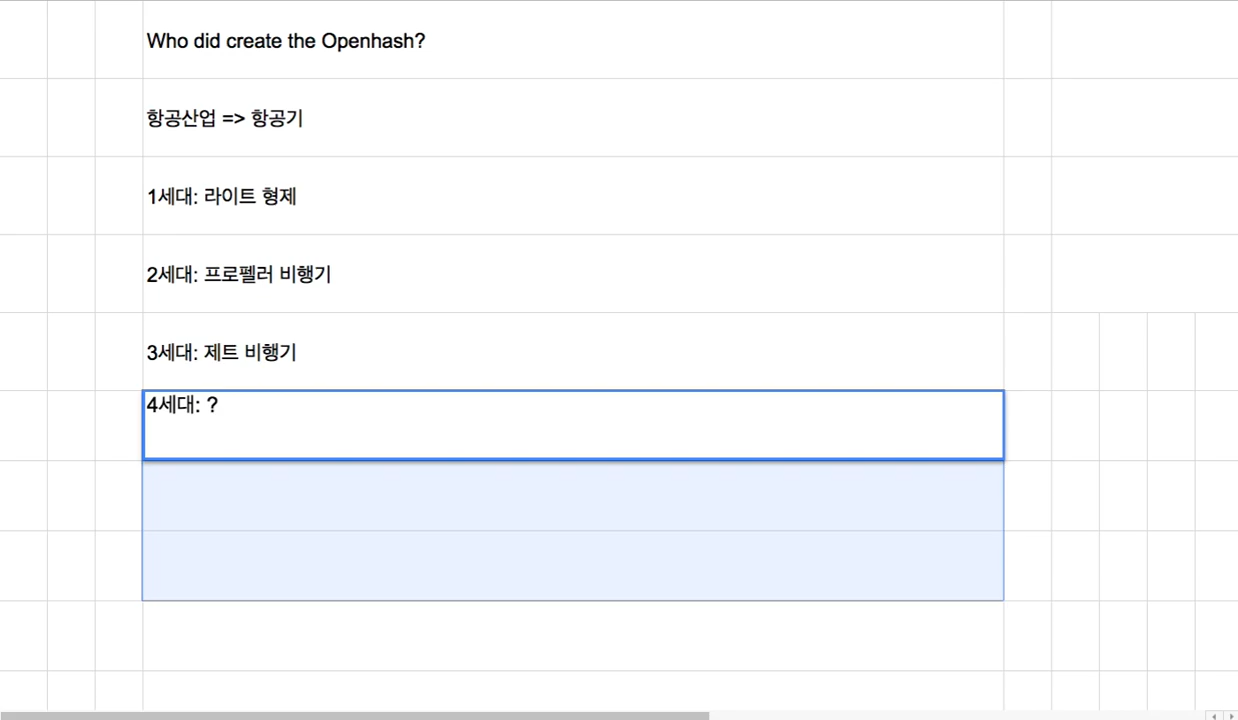 Who did create the Openhash?
항공산업 => 항공기
1세대: 라이트 형제
2세대: 프로펠러 비행기
3세대: 제트 비행기
4세대: ?